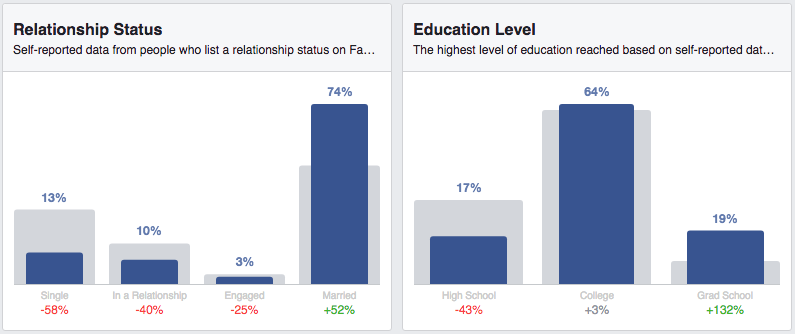 Relationship Status
Self-reported data from people who list a relationship status on Fa…
13%
10%
3%
74%
Single
In a Relationship
Engaged
Married
-58%
-40%
-25%
+52%
Education Level
The highest level of education reached based on self-reported dat…
17%
64%
19%
High School
College
Grad School
-43%
+3%
+132%